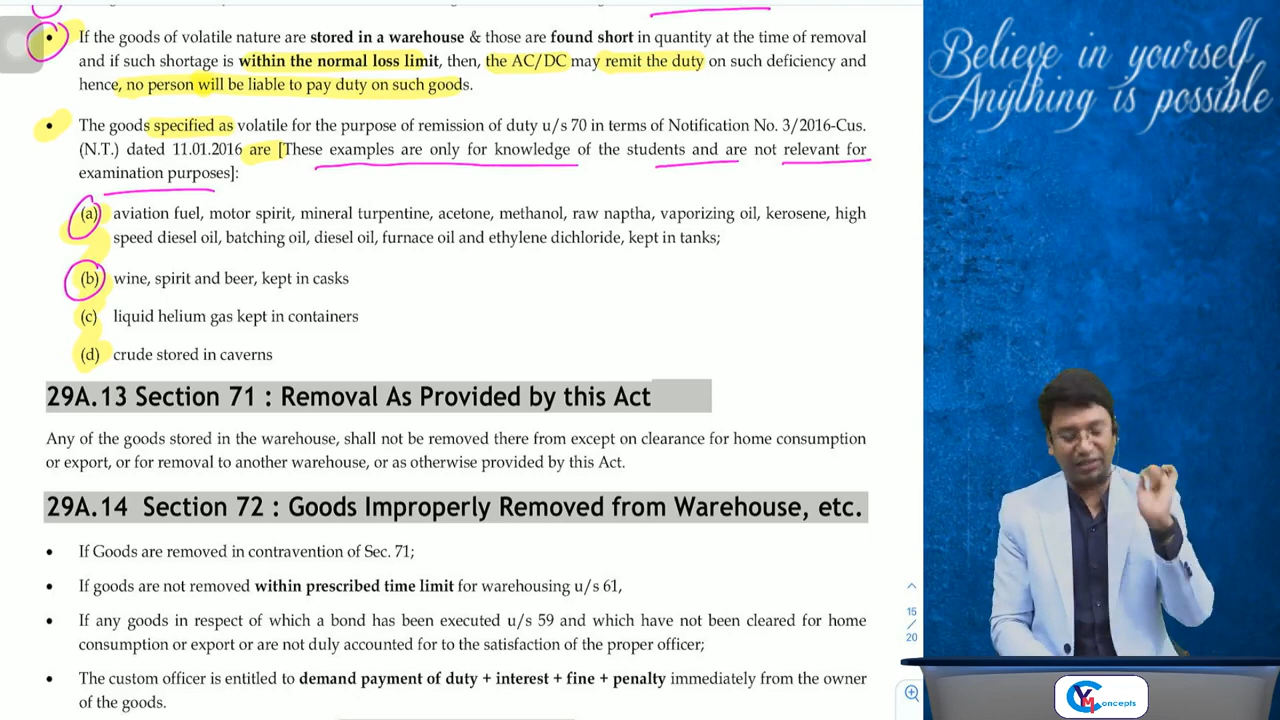 • If the goods of volatile nature are stored in a warehouse & those are found short in quantity at the time of removal
and if such shortage is within the normal loss limit, then, the AC/DC may remit the duty on such deficiency and
hence, no person will be liable to pay duty on such goods.
• The goods specified as volatile for the purpose of remission of duty u/s 70 in terms of Notification No. 3/2016-Cus.
(N.T.) dated 11.01.2016 are [These examples are only for knowledge of the students and are not relevant for
examination purposes]:
(a) aviation fuel, motor spirit, mineral turpentine, acetone, methanol, raw naptha, vaporizing oil, kerosene, high
speed diesel oil, batching oil, diesel oil, furnace oil and ethylene dichloride, kept in tanks;
(b) wine, spirit and beer, kept in casks
(c) liquid helium gas kept in containers
(d) crude stored in caverns
29A.13 Section 71 : Removal As Provided by this Act
Any of the goods stored in the warehouse, shall not be removed there from except on clearance for home consumption
or export, or for removal to another warehouse, or as otherwise provided by this Act.
29A.14 Section 72 : Goods Improperly Removed from Warehouse, etc.
• If Goods are removed in contravention of Sec. 71;
• If goods are not removed within prescribed time limit for warehousing u/s 61,
• If any goods in respect of which a bond has been executed u/s 59 and which have not been cleared for home
consumption or export or are not duly accounted for to the satisfaction of the proper officer;
• The custom officer is entitled to demand payment of duty + interest + fine + penalty immediately from the owner
of the goods.
15
/
20
Believe in yourself
Anything is possible
YMConcepts